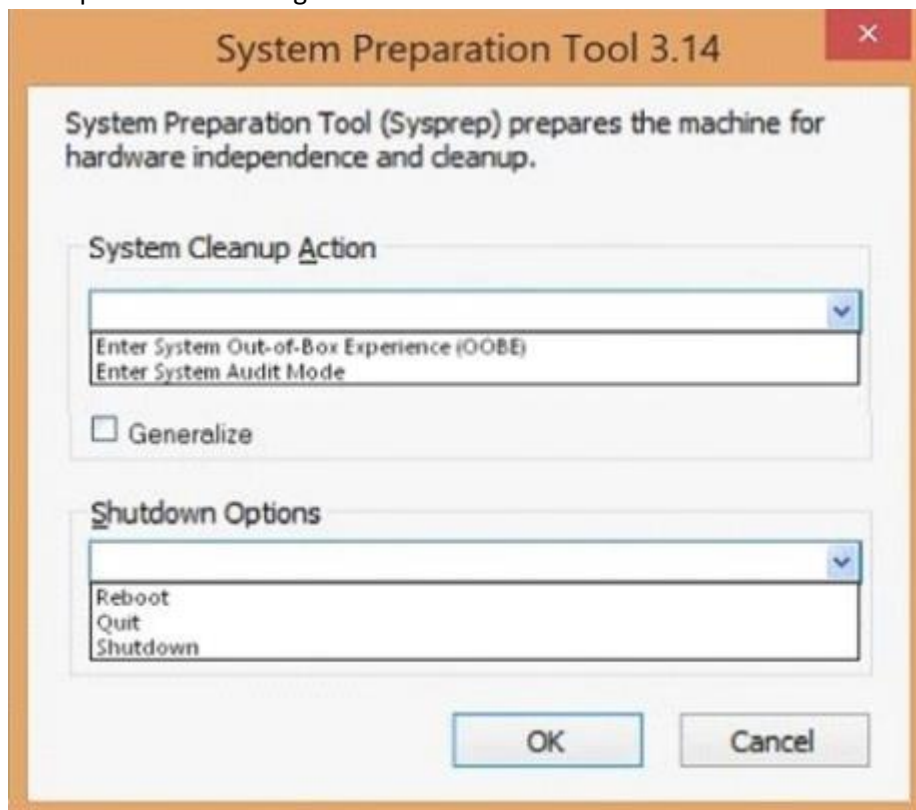 System Preparation Tool 3.14
System Preparation Tool (Sysprep) prepares the machine for
hardware independence and cleanup.
System Cleanup Action
Enter System Out-of-Box Experience (OOBE)
Enter System Audit Mode
Generalize
Shutdown Options
Reboot
Quit
Shutdown
OK Cancel